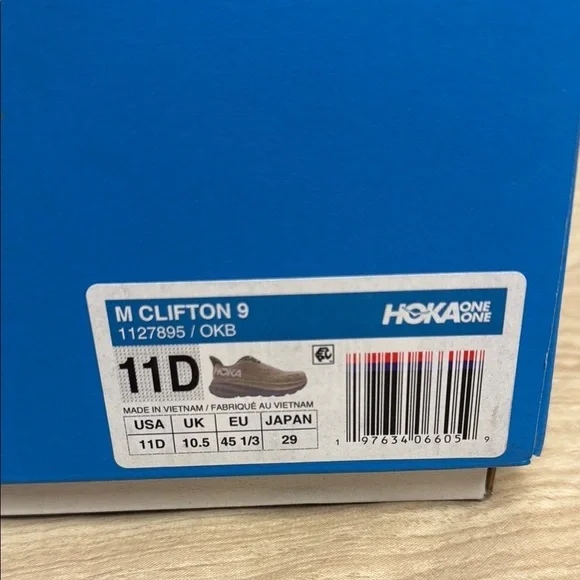 M CLIFTON 9
1127895 / OKB
HOKA ONE ONE
11D
HOKA
MADE IN VIETNAM / FABRIQUÉ AU VIETNAM
USA UK EU JAPAN
11D 10.5 45 1/3 29
1 97634 06605 9